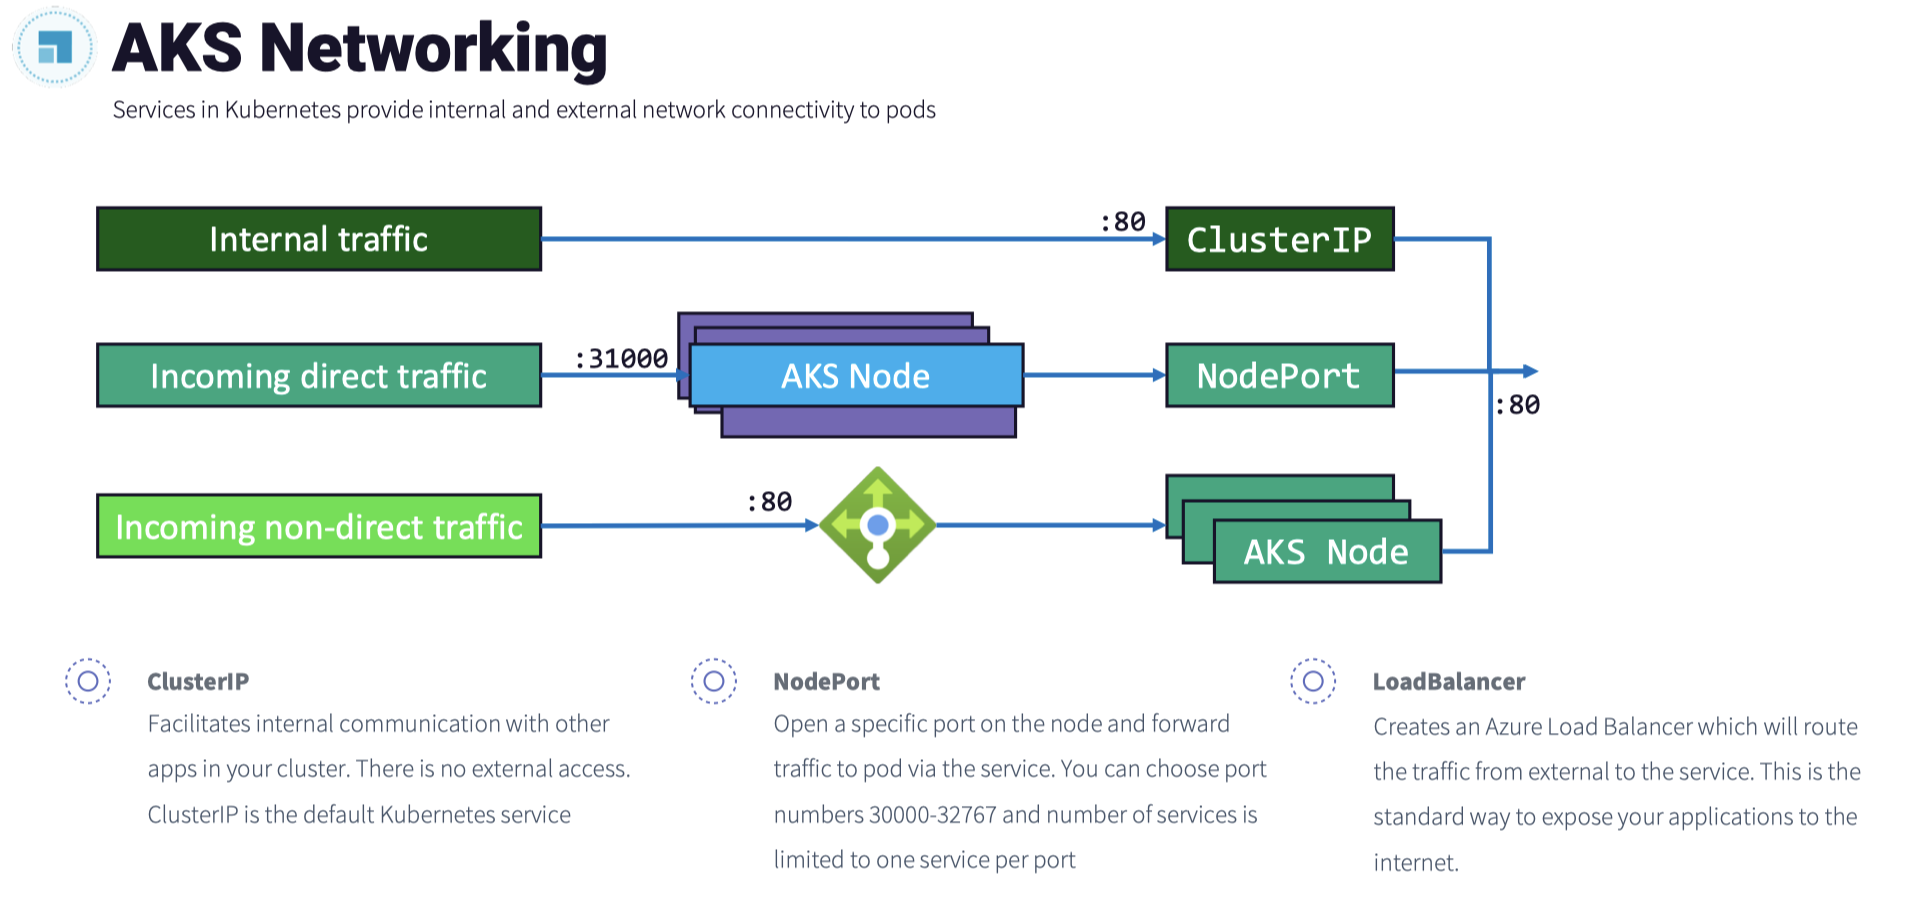 AKS Networking
Services in Kubernetes provide internal and external network connectivity to pods
Internal traffic
:80
ClusterIP
Incoming direct traffic
:31000
AKS Node
NodePort
:80
Incoming non-direct traffic
:80
AKS Node
ClusterIP
Facilitates internal communication with other
apps in your cluster. There is no external access.
ClusterIP is the default Kubernetes service
NodePort
Open a specific port on the node and forward
traffic to pod via the service. You can choose port
numbers 30000-32767 and number of services is
limited to one service per port
LoadBalancer
Creates an Azure Load Balancer which will route
the traffic from external to the service. This is the
standard way to expose your applications to the
internet.